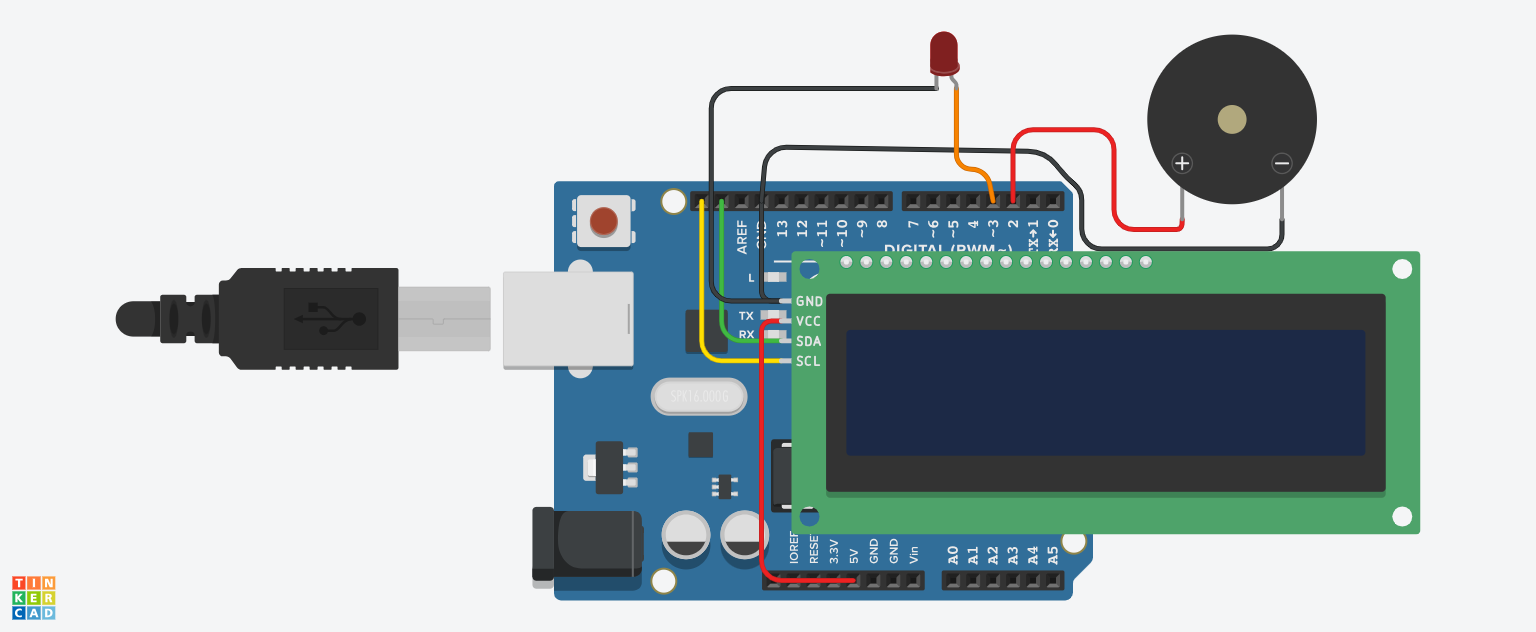 AREF
GND
13
12
~11
~10
~9
8
7
~6
~5
4
~3
2
TX→1
RX←0
DIGITAL (PWM~)
L
TX
RX
GND
VCC
SDA
SCL
+
−
SPK16.000G
IOREF
RESET
3.3V
5V
GND
GND
Vin
A0
A1
A2
A3
A4
A5
TIN
KER
CAD